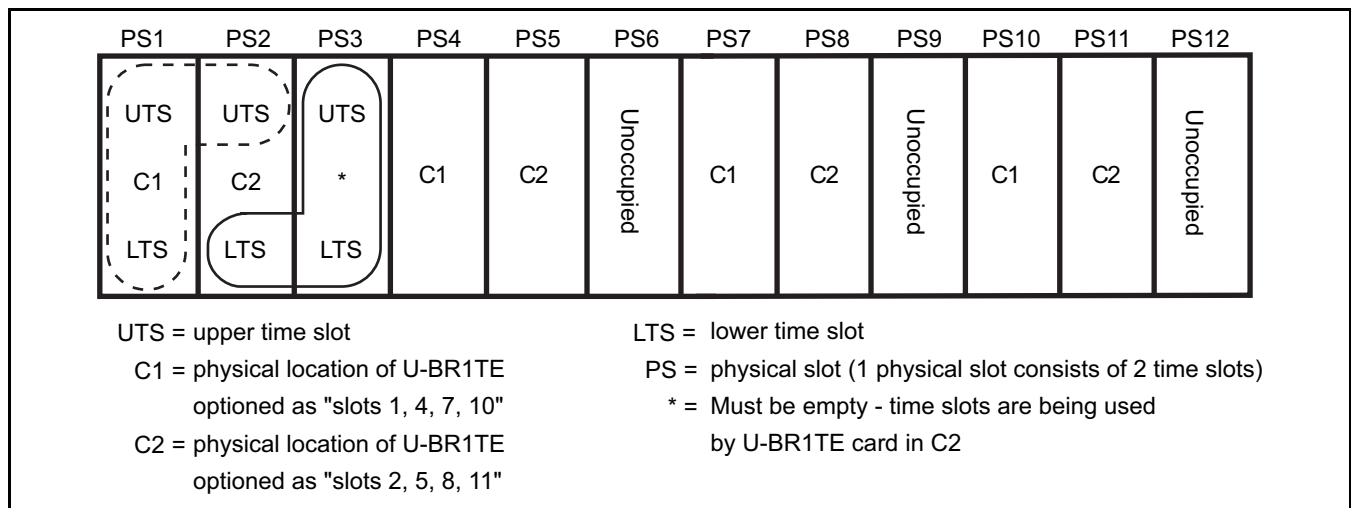 PS1 PS2 PS3 PS4 PS5 PS6 PS7 PS8 PS9 PS10 PS11 PS12
UTS UTS UTS
C1 C2 * C1 C2 Unoccupied C1 C2 Unoccupied C1 C2 Unoccupied
LTS LTS LTS
UTS = upper time slot
C1 = physical location of U-BR1TE
optioned as "slots 1, 4, 7, 10"
C2 = physical location of U-BR1TE
optioned as "slots 2, 5, 8, 11"
LTS = lower time slot
PS = physical slot (1 physical slot consists of 2 time slots)
* = Must be empty - time slots are being used
by U-BR1TE card in C2